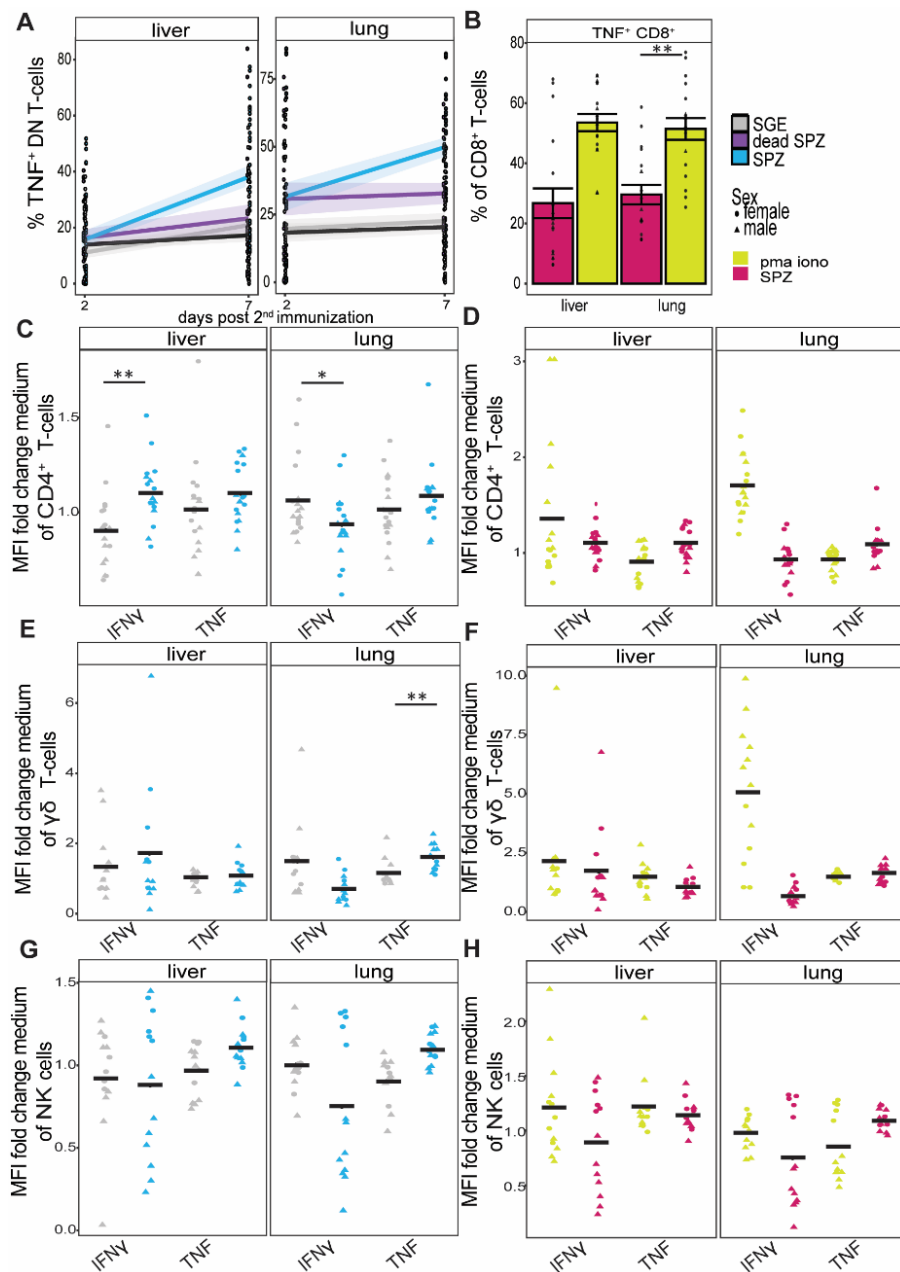 A
liver
lung
% TNF⁺ DN T-cells
80
60
40
20
0
75
50
25
0
2
7
2
7
days post 2nd immunization
SGE
dead SPZ
SPZ
B
TNF⁺ CD8⁺
**
% of CD8⁺ T-cells
80
60
40
20
0
liver
lung
Sex
female
male
pma iono
SPZ
C
liver
lung
MFI fold change medium
of CD4⁺ T-cells
1.5
1.0
**
*
IFNγ
TNF
IFNγ
TNF
D
liver
lung
MFI fold change medium
of CD4⁺ T-cells
3
2
1
IFNγ
TNF
E
liver
lung
MFI fold change medium
of γδ T-cells
6
4
2
0
**
IFNγ
TNF
IFNγ
TNF
F
liver
lung
MFI fold change medium
of γδ T-cells
10.0
7.5
5.0
2.5
0.0
IFNγ
TNF
IFNγ
TNF
G
liver
lung
MFI fold change medium
of NK cells
1.5
1.0
0.5
0.0
IFNγ
TNF
IFNγ
TNF
H
liver
lung
MFI fold change medium
of NK cells
2.0
1.5
1.0
0.5
IFNγ
TNF
IFNγ
TNF